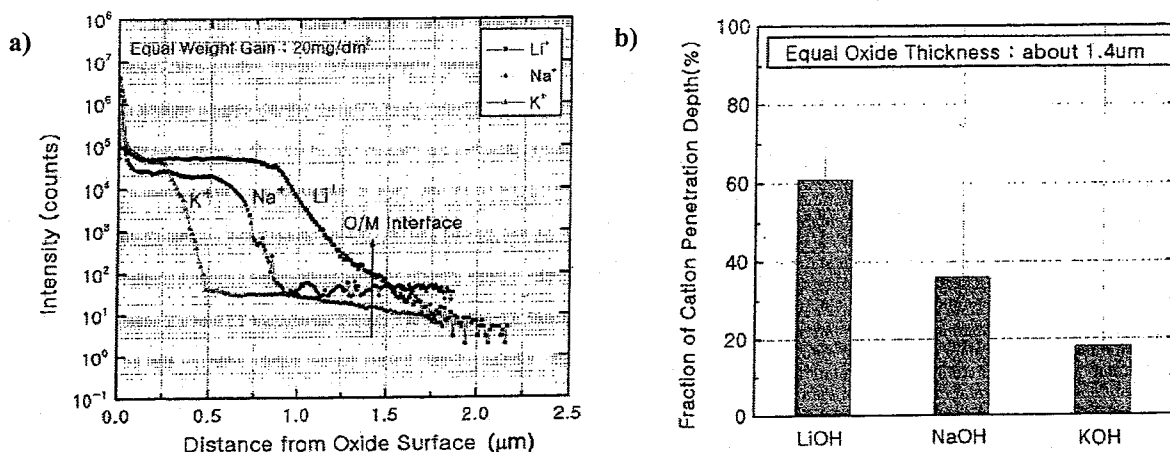 a)
Equal Weight Gain : 20mg/dm²
Li⁺
Na⁺
K⁺
K⁺
Na⁺
Li⁺
O/M Interface
10⁷
10⁶
10⁵
10⁴
10³
10²
10¹
10⁰
10⁻¹
Intensity (counts)
0.0 0.5 1.0 1.5 2.0 2.5
Distance from Oxide Surface (μm)
b)
Equal Oxide Thickness : about 1.4um
100
80
60
40
20
0
Fraction of Cation Penetration Depth(%)
LiOH NaOH KOH